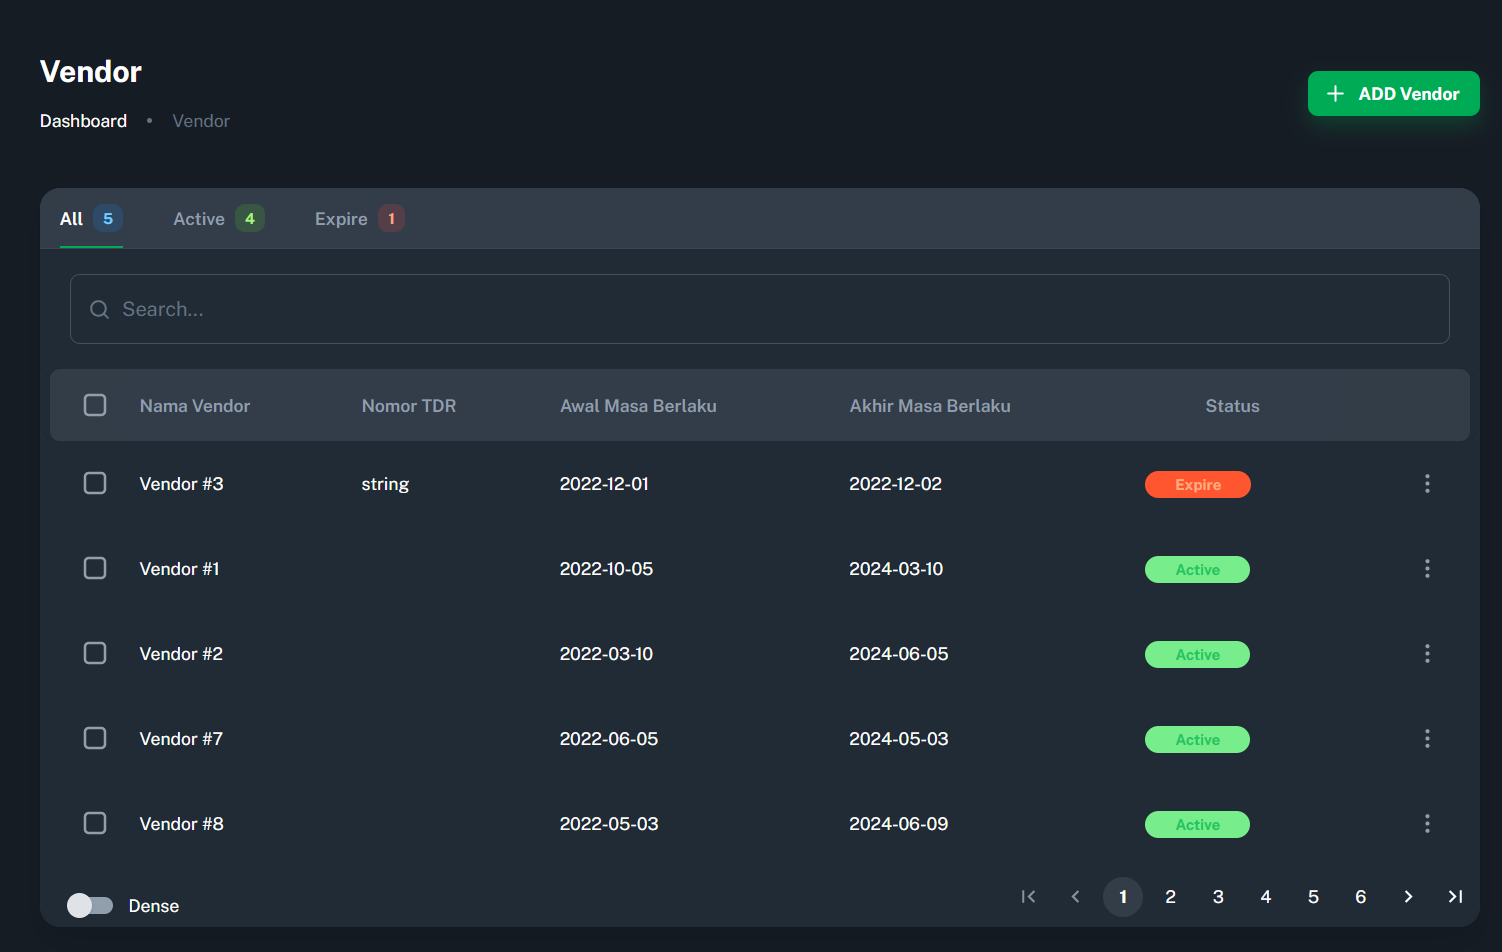 Vendor
ADD Vendor
Dashboard • Vendor
All 5 Active 4 Expire 1
Search...
Nama Vendor Nomor TDR Awal Masa Berlaku Akhir Masa Berlaku Status
Vendor #3 string 2022-12-01 2022-12-02 Expire
Vendor #1 2022-10-05 2024-03-10 Active
Vendor #2 2022-03-10 2024-06-05 Active
Vendor #7 2022-06-05 2024-05-03 Active
Vendor #8 2022-05-03 2024-06-09 Active
Dense 1 2 3 4 5 6